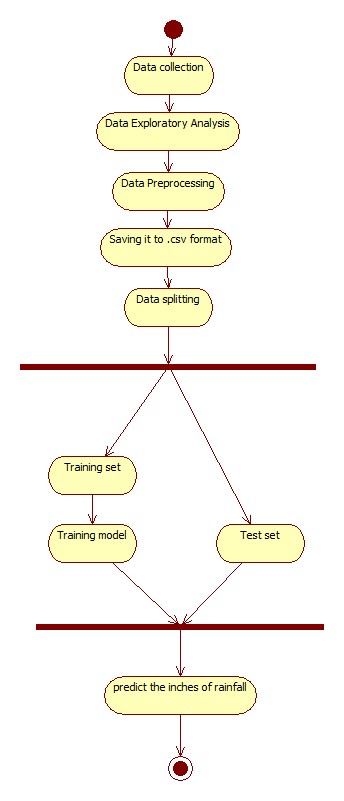 Data collection
Data Exploratory Analysis
Data Preprocessing
Saving it to .csv format
Data splitting
Training set
Training model
Test set
predict the inches of rainfall